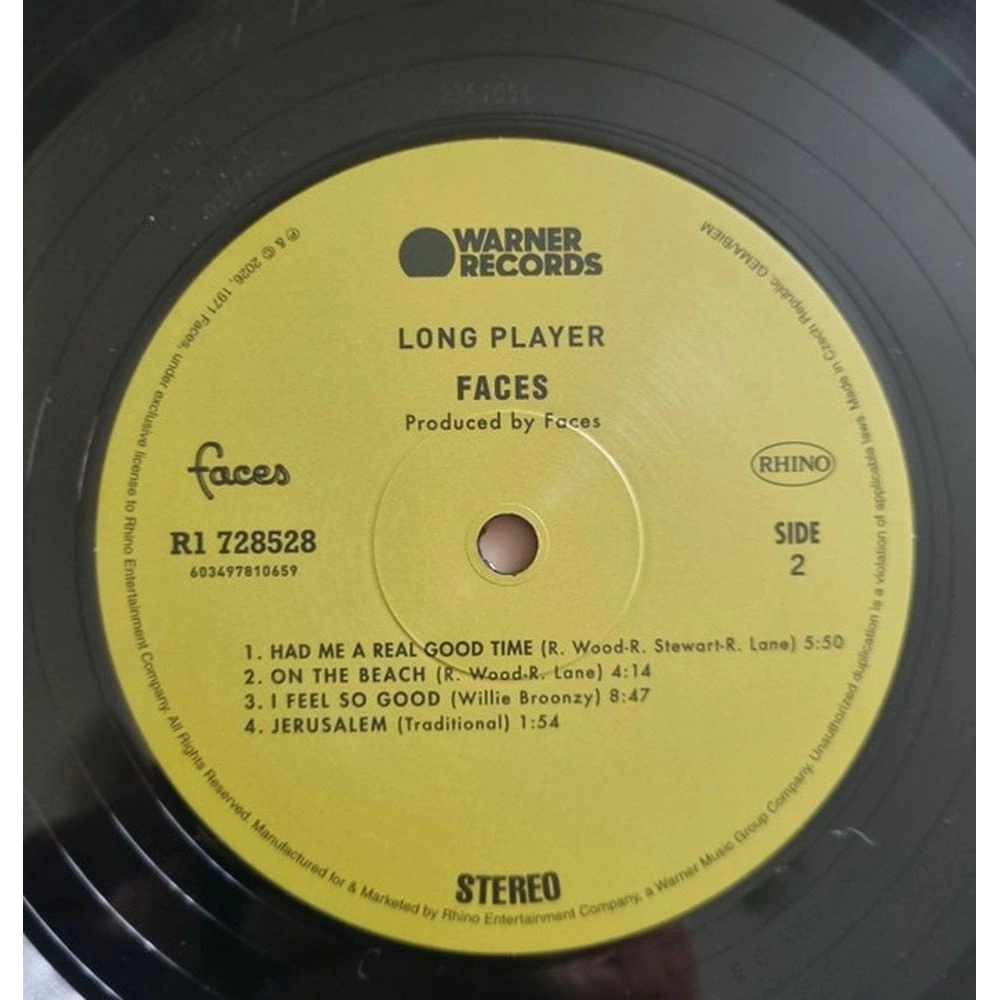 WARNER
RECORDS
LONG PLAYER
FACES
Produced by Faces
faces
RHINO
R1 728528
603497810659
SIDE
2
1. HAD ME A REAL GOOD TIME (R. Wood-R. Stewart-R. Lane) 5:50
2. ON THE BEACH (R. Wood-R. Lane) 4:14
3. I FEEL SO GOOD (Willie Broonzy) 8:47
4. JERUSALEM (Traditional) 1:54
STEREO
℗ & © 2026, 1971 Faces, under exclusive license to Rhino Entertainment Company. All Rights Reserved. Manufactured for & Marketed by Rhino Entertainment Company, a Warner Music Group Company. Unauthorized duplication is a violation of applicable laws. Made in Czech Republic. GEMA/BIEM